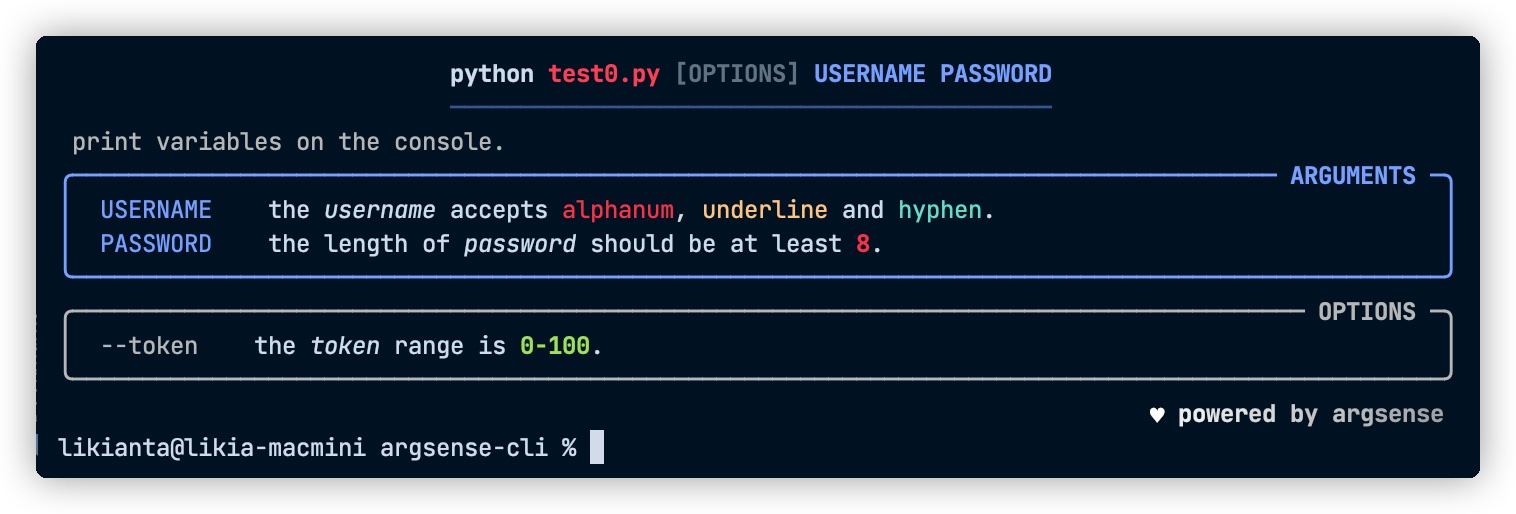 python test0.py [OPTIONS] USERNAME PASSWORD
print variables on the console.
ARGUMENTS
USERNAME the username accepts alphanum, underline and hyphen.
PASSWORD the length of password should be at least 8.
OPTIONS
--token the token range is 0-100.
♥ powered by argsense
likianta@likia-macmini argsense-cli %